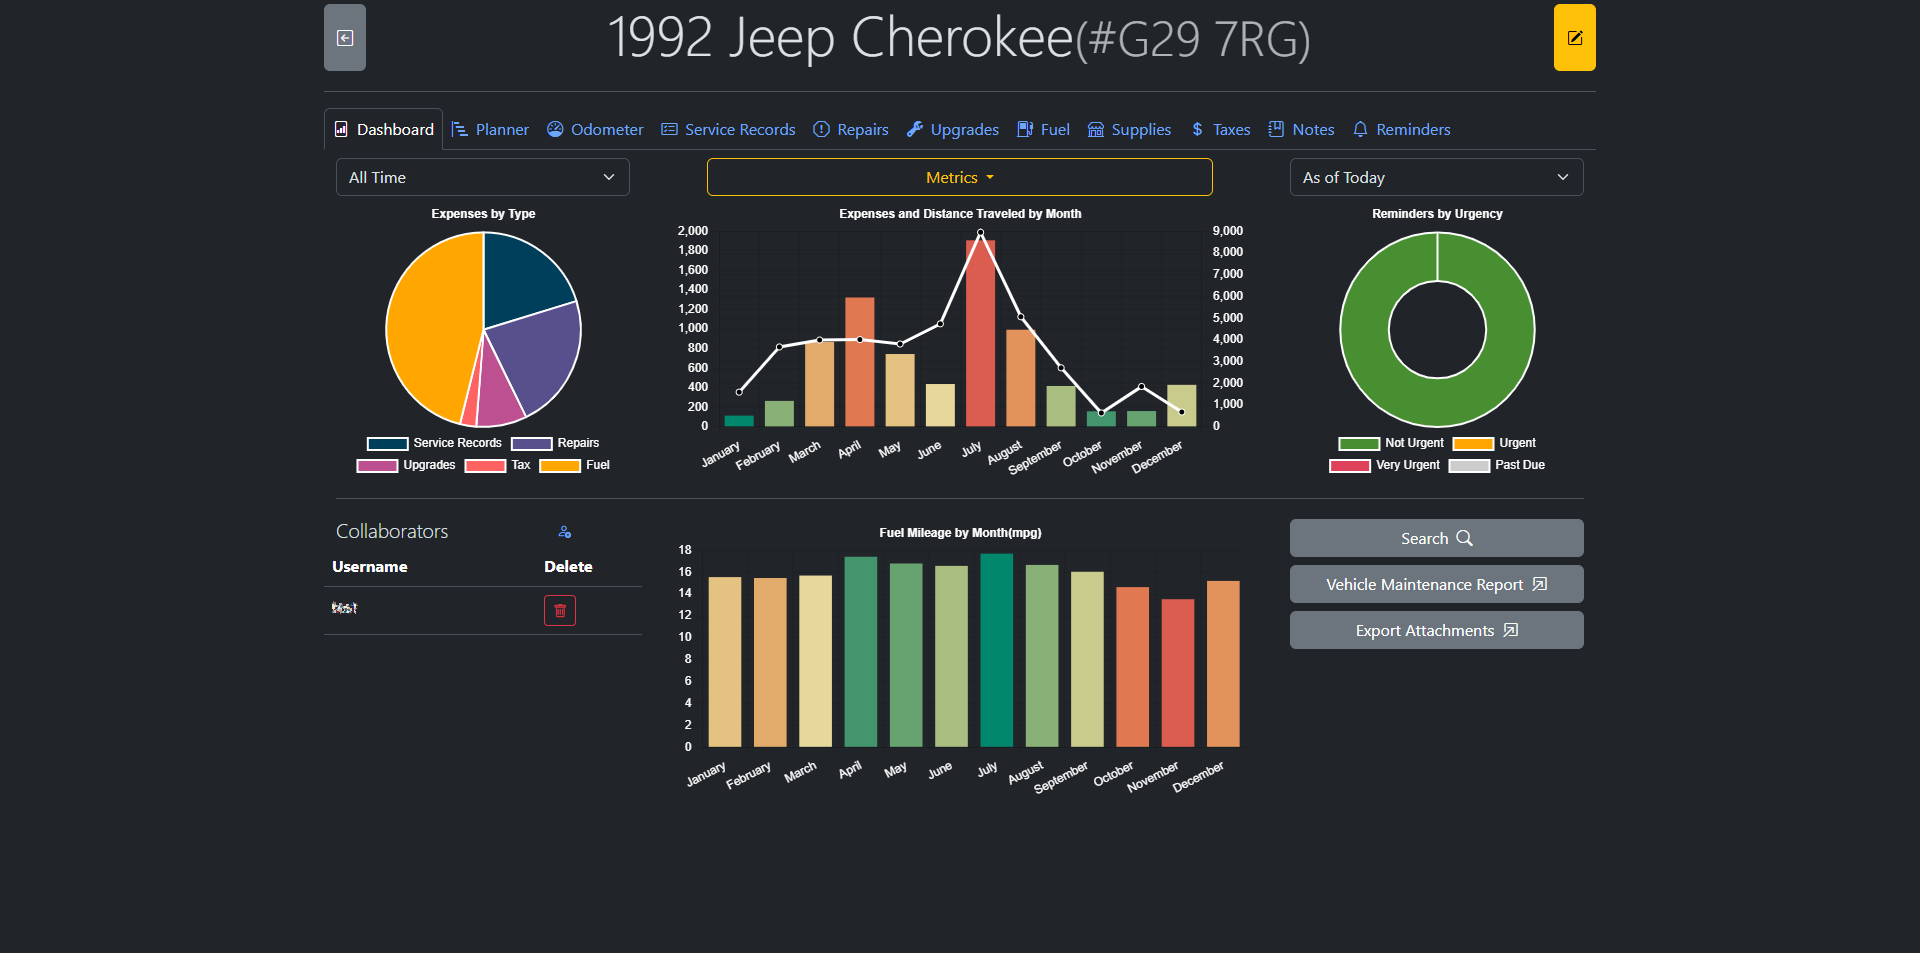 1992 Jeep Cherokee(#G29 7RG)
Dashboard Planner Odometer Service Records Repairs Upgrades Fuel Supplies $ Taxes Notes Reminders
All Time
Metrics
As of Today
Expenses by Type
Service Records Repairs
Upgrades Tax Fuel
Expenses and Distance Traveled by Month
2,000
1,800
1,600
1,400
1,200
1,000
800
600
400
200
0
9,000
8,000
7,000
6,000
5,000
4,000
3,000
2,000
1,000
0
January February March April May June July August September October November December
Reminders by Urgency
Not Urgent Urgent
Very Urgent Past Due
Collaborators
Username Delete
Fuel Mileage by Month(mpg)
18
16
14
12
10
8
6
4
2
0
January February March April May June July August September October November December
Search
Vehicle Maintenance Report
Export Attachments